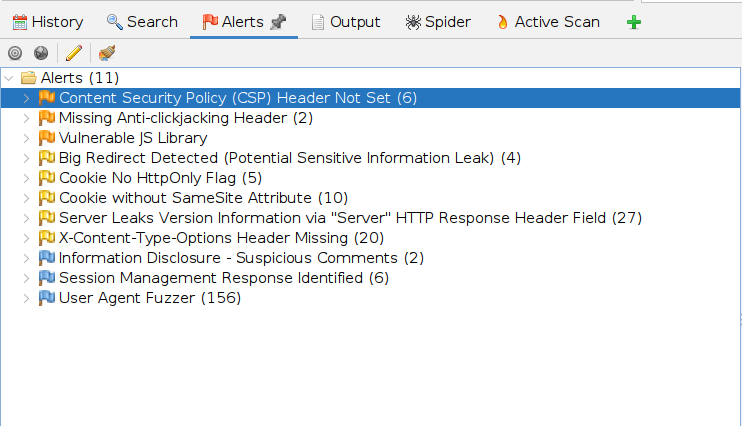 History Search Alerts Output Spider Active Scan
Alerts (11)
Content Security Policy (CSP) Header Not Set (6)
Missing Anti-clickjacking Header (2)
Vulnerable JS Library
Big Redirect Detected (Potential Sensitive Information Leak) (4)
Cookie No HttpOnly Flag (5)
Cookie without SameSite Attribute (10)
Server Leaks Version Information via "Server" HTTP Response Header Field (27)
X-Content-Type-Options Header Missing (20)
Information Disclosure - Suspicious Comments (2)
Session Management Response Identified (6)
User Agent Fuzzer (156)